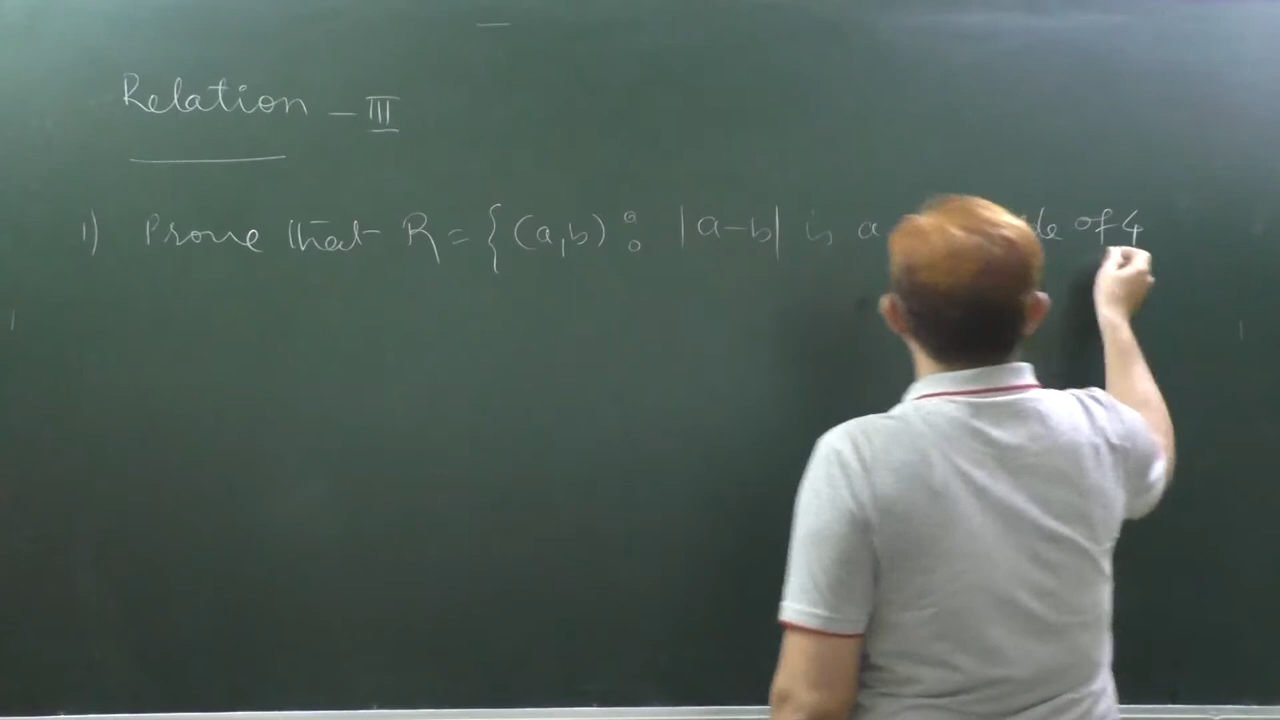 Relation - III
1) Prove that R = {(a,b) : |a-b| is a of 4